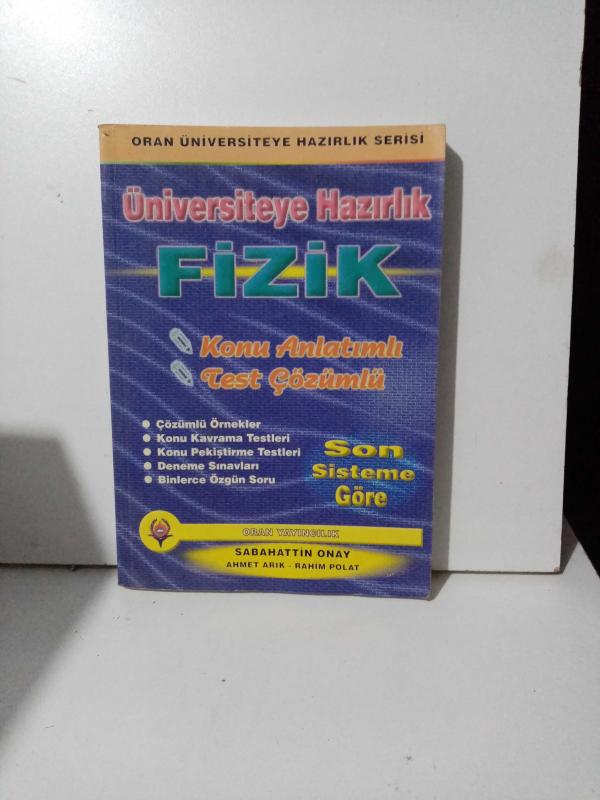 ORAN ÜNİVERSİTEYE HAZIRLIK SERİSİ
Üniversiteye Hazırlık
FİZİK
Konu Anlatımlı
Test Çözümlü
Çözümlü Örnekler
Konu Kavrama Testleri
Konu Pekiştirme Testleri
Deneme Sınavları
Binlerce Özgün Soru
Son
Sisteme
Göre
ORAN YAYINCILIK
SABAHATTİN ONAY
AHMET ARIK - RAHİM POLAT